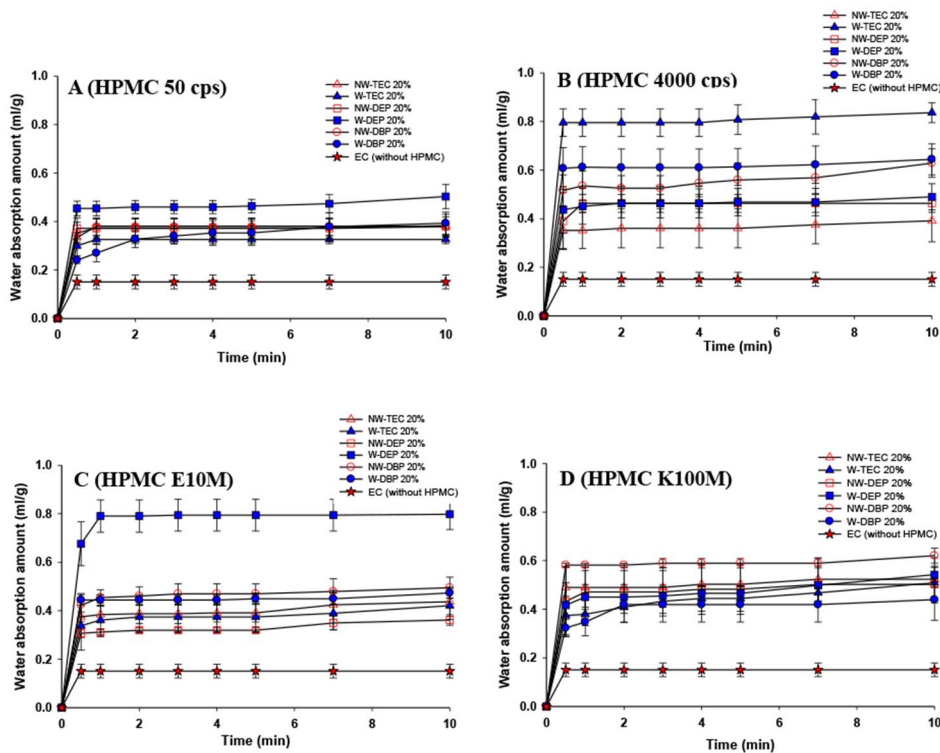 A (HPMC 50 cps)
NW-TEC 20%
W-TEC 20%
NW-DEP 20%
W-DEP 20%
NW-DBP 20%
W-DBP 20%
EC (without HPMC)
Water absorption amount (ml/g)
1.0
0.8
0.6
0.4
0.2
0.0
0 2 4 6 8 10
Time (min)
B (HPMC 4000 cps)
NW-TEC 20%
W-TEC 20%
NW-DEP 20%
W-DEP 20%
NW-DBP 20%
W-DBP 20%
EC (without HPMC)
Water absorption amount (ml/g)
1.0
0.8
0.6
0.4
0.2
0.0
0 2 4 6 8 10
Time (min)
C (HPMC E10M)
NW-TEC 20%
W-TEC 20%
NW-DEP 20%
W-DEP 20%
NW-DBP 20%
W-DBP 20%
EC (without HPMC)
Water absorption amount (ml/g)
1.0
0.8
0.6
0.4
0.2
0.0
0 2 4 6 8 10
Time (min)
D (HPMC K100M)
NW-TEC 20%
W-TEC 20%
NW-DEP 20%
W-DEP 20%
NW-DBP 20%
W-DBP 20%
EC (without HPMC)
Water absorption amount (ml/g)
1.0
0.8
0.6
0.4
0.2
0.0
0 2 4 6 8 10
Time (min)